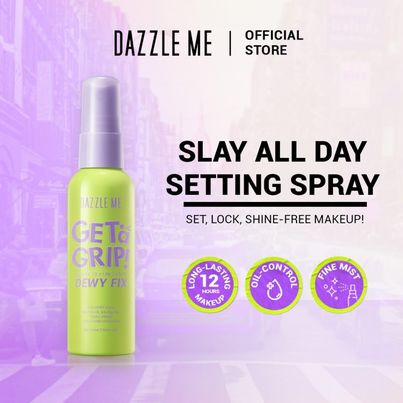 DAZZLE ME | OFFICIAL STORE
SLAY ALL DAY
SETTING SPRAY
SET, LOCK, SHINE-FREE MAKEUP!
DAZZLE ME
GET a
GRIP!
DEWY FIX
LONG-LASTING
12
HOURS
MAKEUP
OIL-CONTROL
FINE MIST